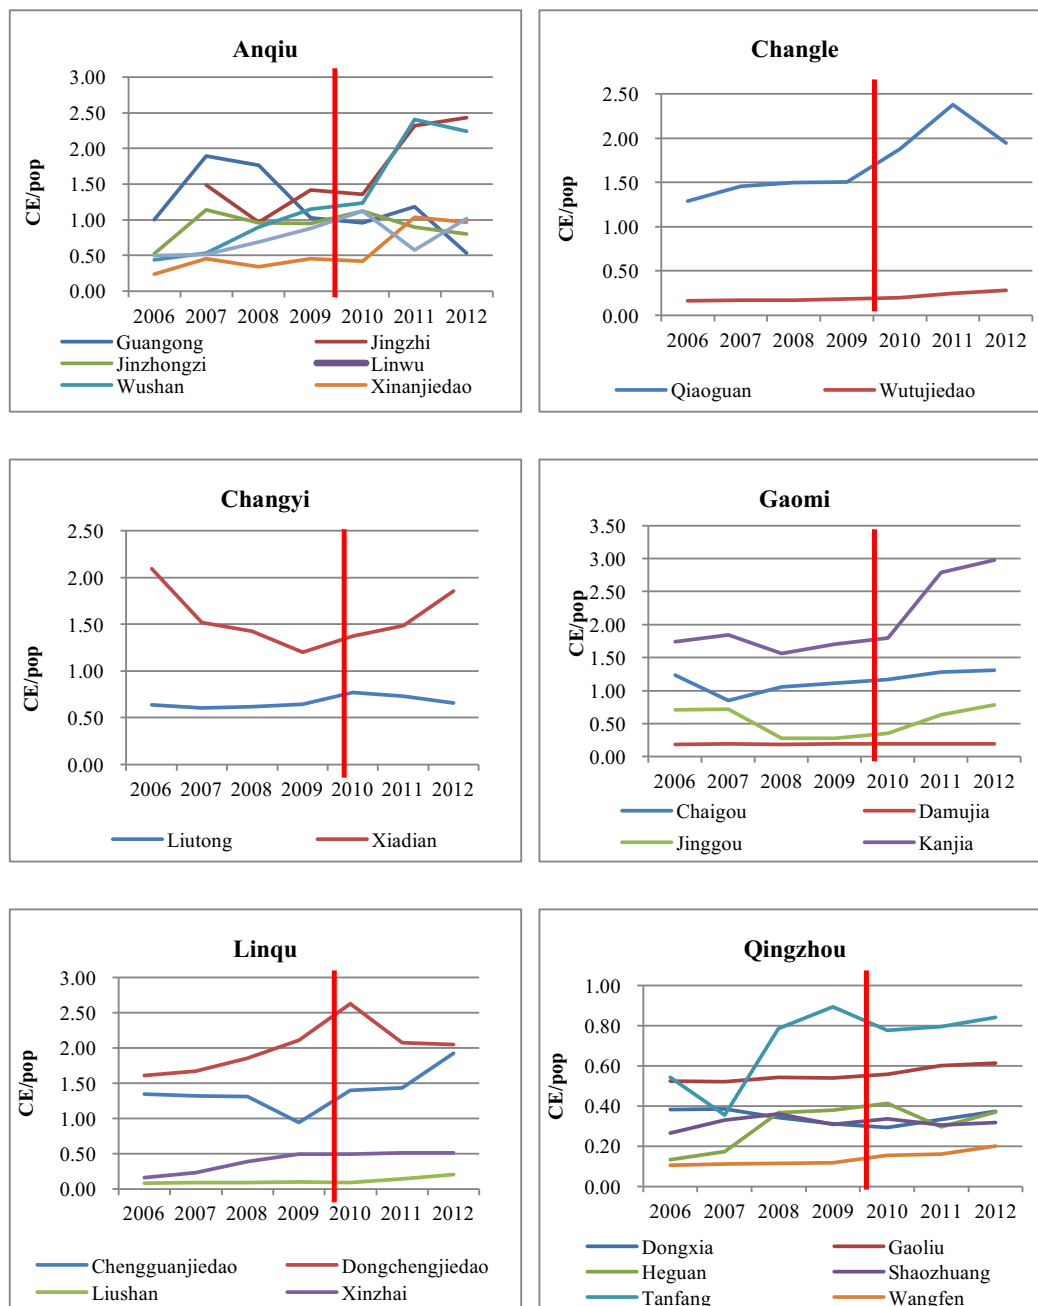 Anqiu
CE/pop
3.00
2.50
2.00
1.50
1.00
0.50
0.00
2006 2007 2008 2009 2010 2011 2012
Guangong Jingzhi
Jinzhongzi Linwu
Wushan Xinanjiedao
Changle
CE/pop
2.50
2.00
1.50
1.00
0.50
0.00
2006 2007 2008 2009 2010 2011 2012
Qiaoguan Wutujiedao
Changyi
CE/pop
2.50
2.00
1.50
1.00
0.50
0.00
2006 2007 2008 2009 2010 2011 2012
Liutong Xiadian
Gaomi
CE/pop
3.50
3.00
2.50
2.00
1.50
1.00
0.50
0.00
2006 2007 2008 2009 2010 2011 2012
Chaigou Damujia
Jinggou Kanjia
Linqu
CE/pop
3.00
2.50
2.00
1.50
1.00
0.50
0.00
2006 2007 2008 2009 2010 2011 2012
Chengguanjiedao Dongchengjiedao
Liushan Xinzhai
Qingzhou
CE/pop
1.00
0.80
0.60
0.40
0.20
0.00
2006 2007 2008 2009 2010 2011 2012
Dongxia Gaoliu
Heguan Shaozhuang
Tanfang Wangfen